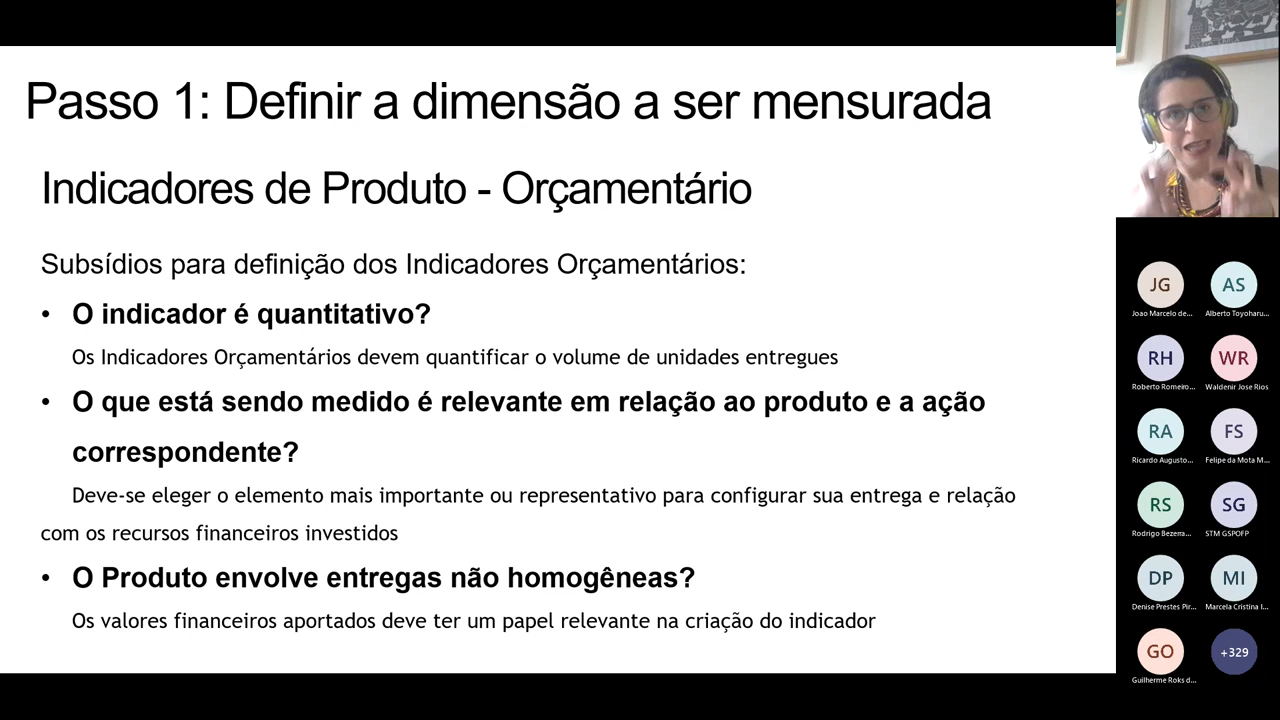 Passo 1: Definir a dimensão a ser mensurada
Indicadores de Produto - Orçamentário
Subsídios para definição dos Indicadores Orçamentários:
• O indicador é quantitativo?
Os Indicadores Orçamentários devem quantificar o volume de unidades entregues
• O que está sendo medido é relevante em relação ao produto e a ação
correspondente?
Deve-se eleger o elemento mais importante ou representativo para configurar sua entrega e relação
com os recursos financeiros investidos
• O Produto envolve entregas não homogêneas?
Os valores financeiros aportados deve ter um papel relevante na criação do indicador
JG AS
Joao Marcelo de... Alberto Toyoharu...
RH WR
Roberto Romeiro... Waldenir Jose Rios
RA FS
Ricardo Augusto... Felipe da Mota M...
RS SG
Rodrigo Bezerra... STM GSPOFP
DP MI
Denise Prestes Pir... Marcela Cristina I...
GO +329
Guilherme Roks d...